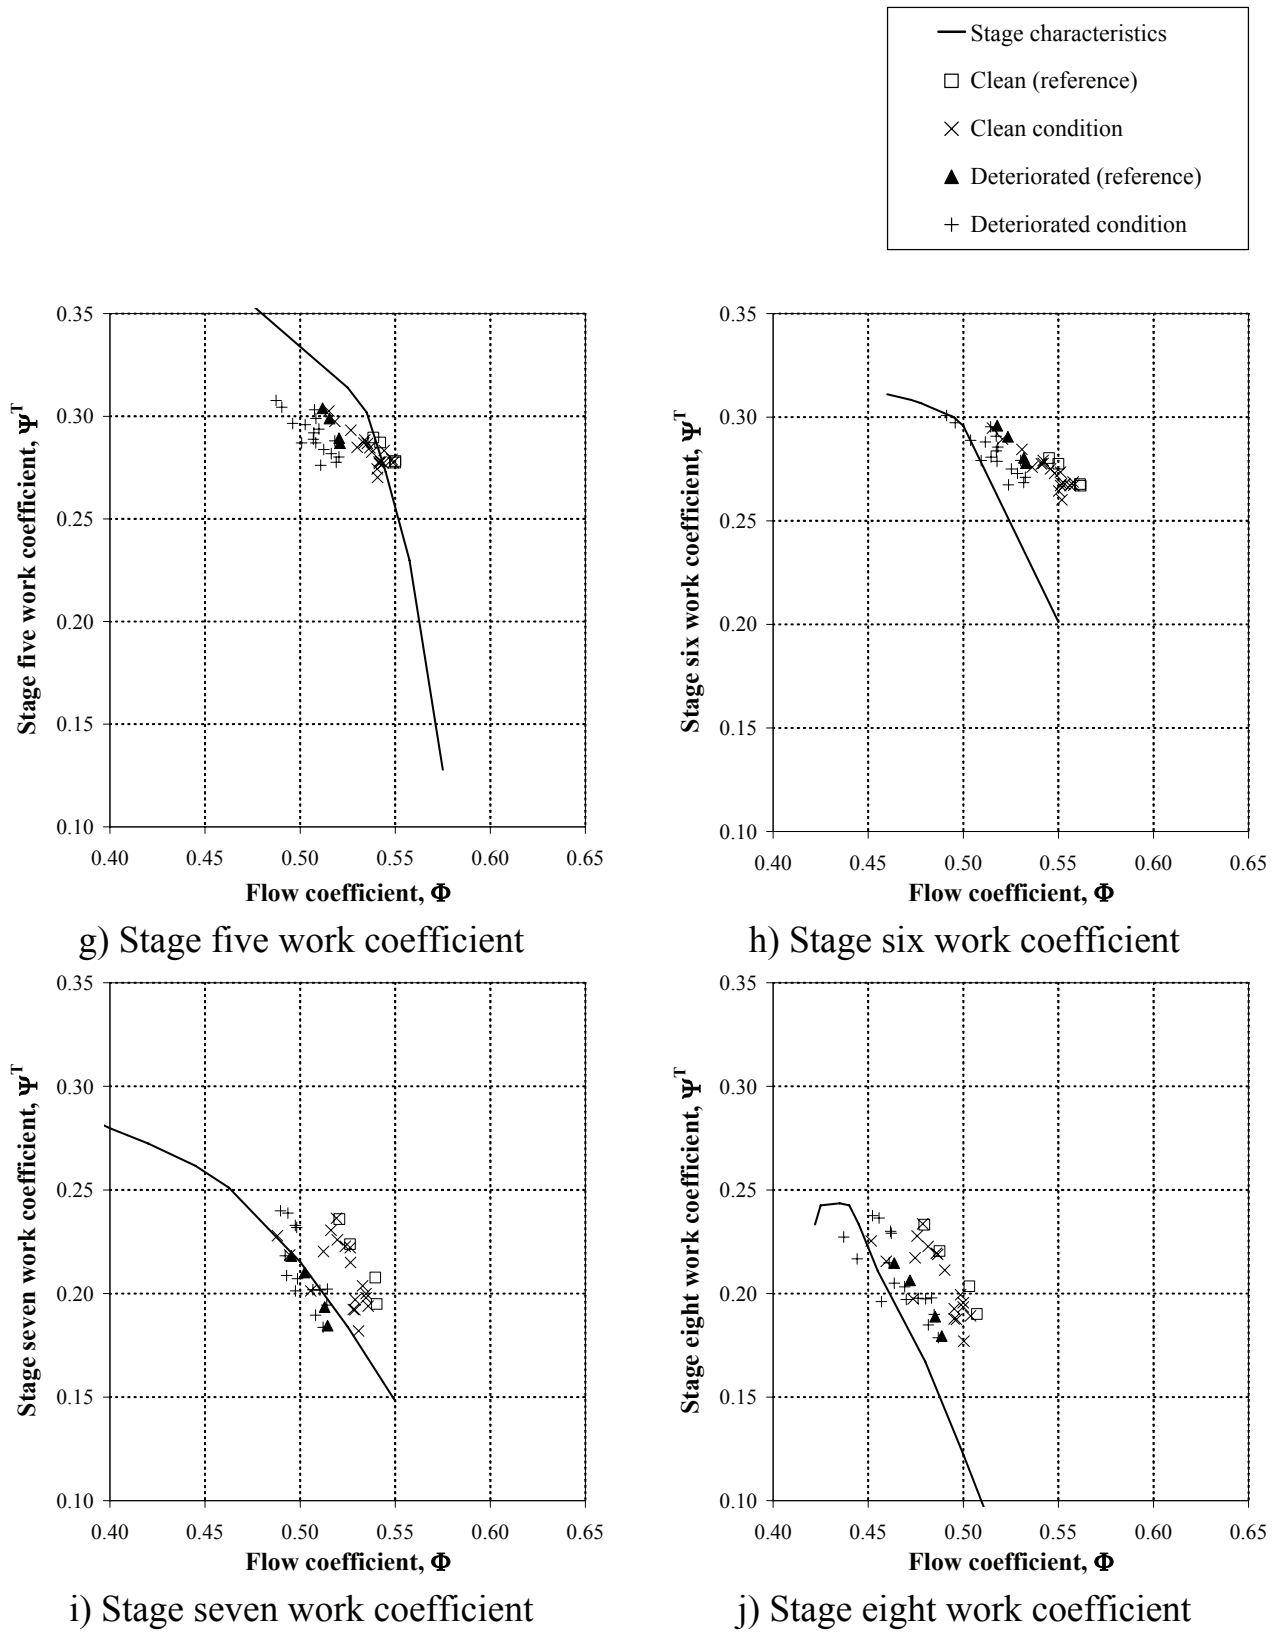 Stage characteristics
Clean (reference)
Clean condition
Deteriorated (reference)
Deteriorated condition
0.35
0.30
0.25
0.20
0.15
0.10
Stage five work coefficient, Ψᵀ
0.40 0.45 0.50 0.55 0.60 0.65
Flow coefficient, Φ
g) Stage five work coefficient
0.35
0.30
0.25
0.20
0.15
0.10
Stage six work coefficient, Ψᵀ
0.40 0.45 0.50 0.55 0.60 0.65
Flow coefficient, Φ
h) Stage six work coefficient
0.35
0.30
0.25
0.20
0.15
0.10
Stage seven work coefficient, Ψᵀ
0.40 0.45 0.50 0.55 0.60 0.65
Flow coefficient, Φ
i) Stage seven work coefficient
0.35
0.30
0.25
0.20
0.15
0.10
Stage eight work coefficient, Ψᵀ
0.40 0.45 0.50 0.55 0.60 0.65
Flow coefficient, Φ
j) Stage eight work coefficient